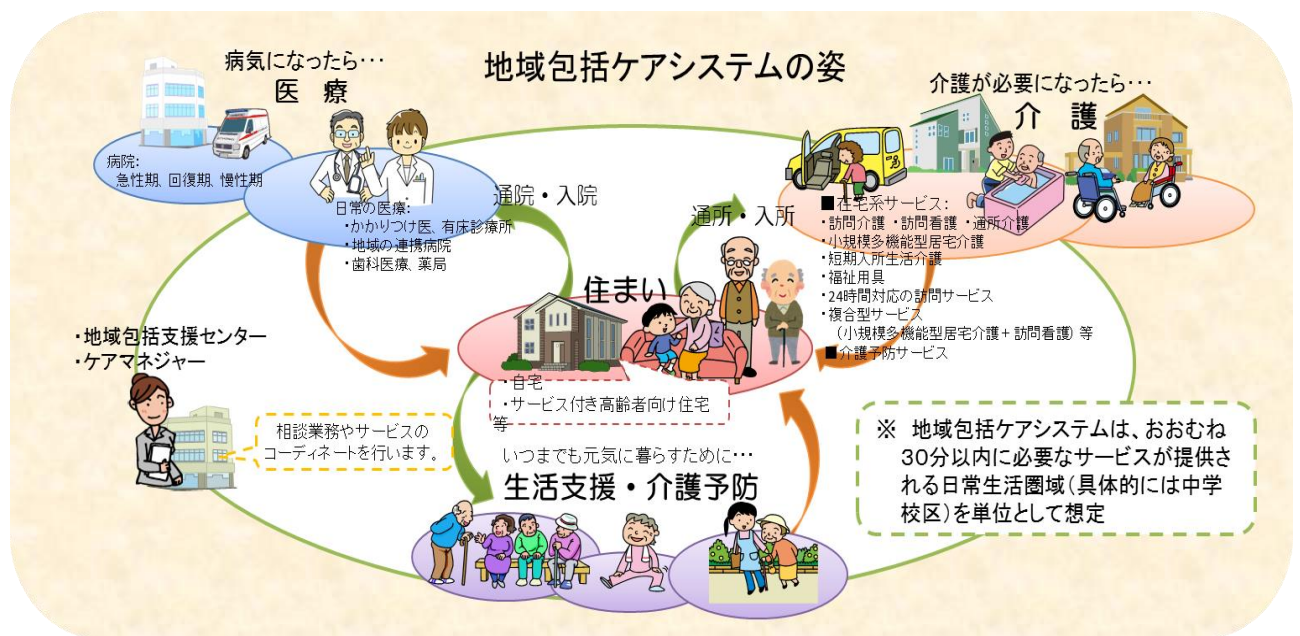 地域包括ケアシステムの姿
病気になったら･･･
医　療
病院:
急性期、回復期、慢性期
日常の医療:
・かかりつけ医、有床診療所
・地域の連携病院
・歯科医療、薬局
通院・入院
通所・入所
介護が必要になったら･･･
介　護
■在宅系サービス:
・訪問介護 ・訪問看護 ・通所介護
・小規模多機能型居宅介護
・短期入所生活介護
・福祉用具
・24時間対応の訪問サービス
・複合型サービス
（小規模多機能型居宅介護＋訪問看護）等
■介護予防サービス
住まい
・自宅
・サービス付き高齢者向け住宅
等
・地域包括支援センター
・ケアマネジャー
相談業務やサービスの
コーディネートを行います。
いつまでも元気に暮らすために･･･
生活支援・介護予防
※　地域包括ケアシステムは、おおむね
30分以内に必要なサービスが提供さ
れる日常生活圏域（具体的には中学
校区）を単位として想定